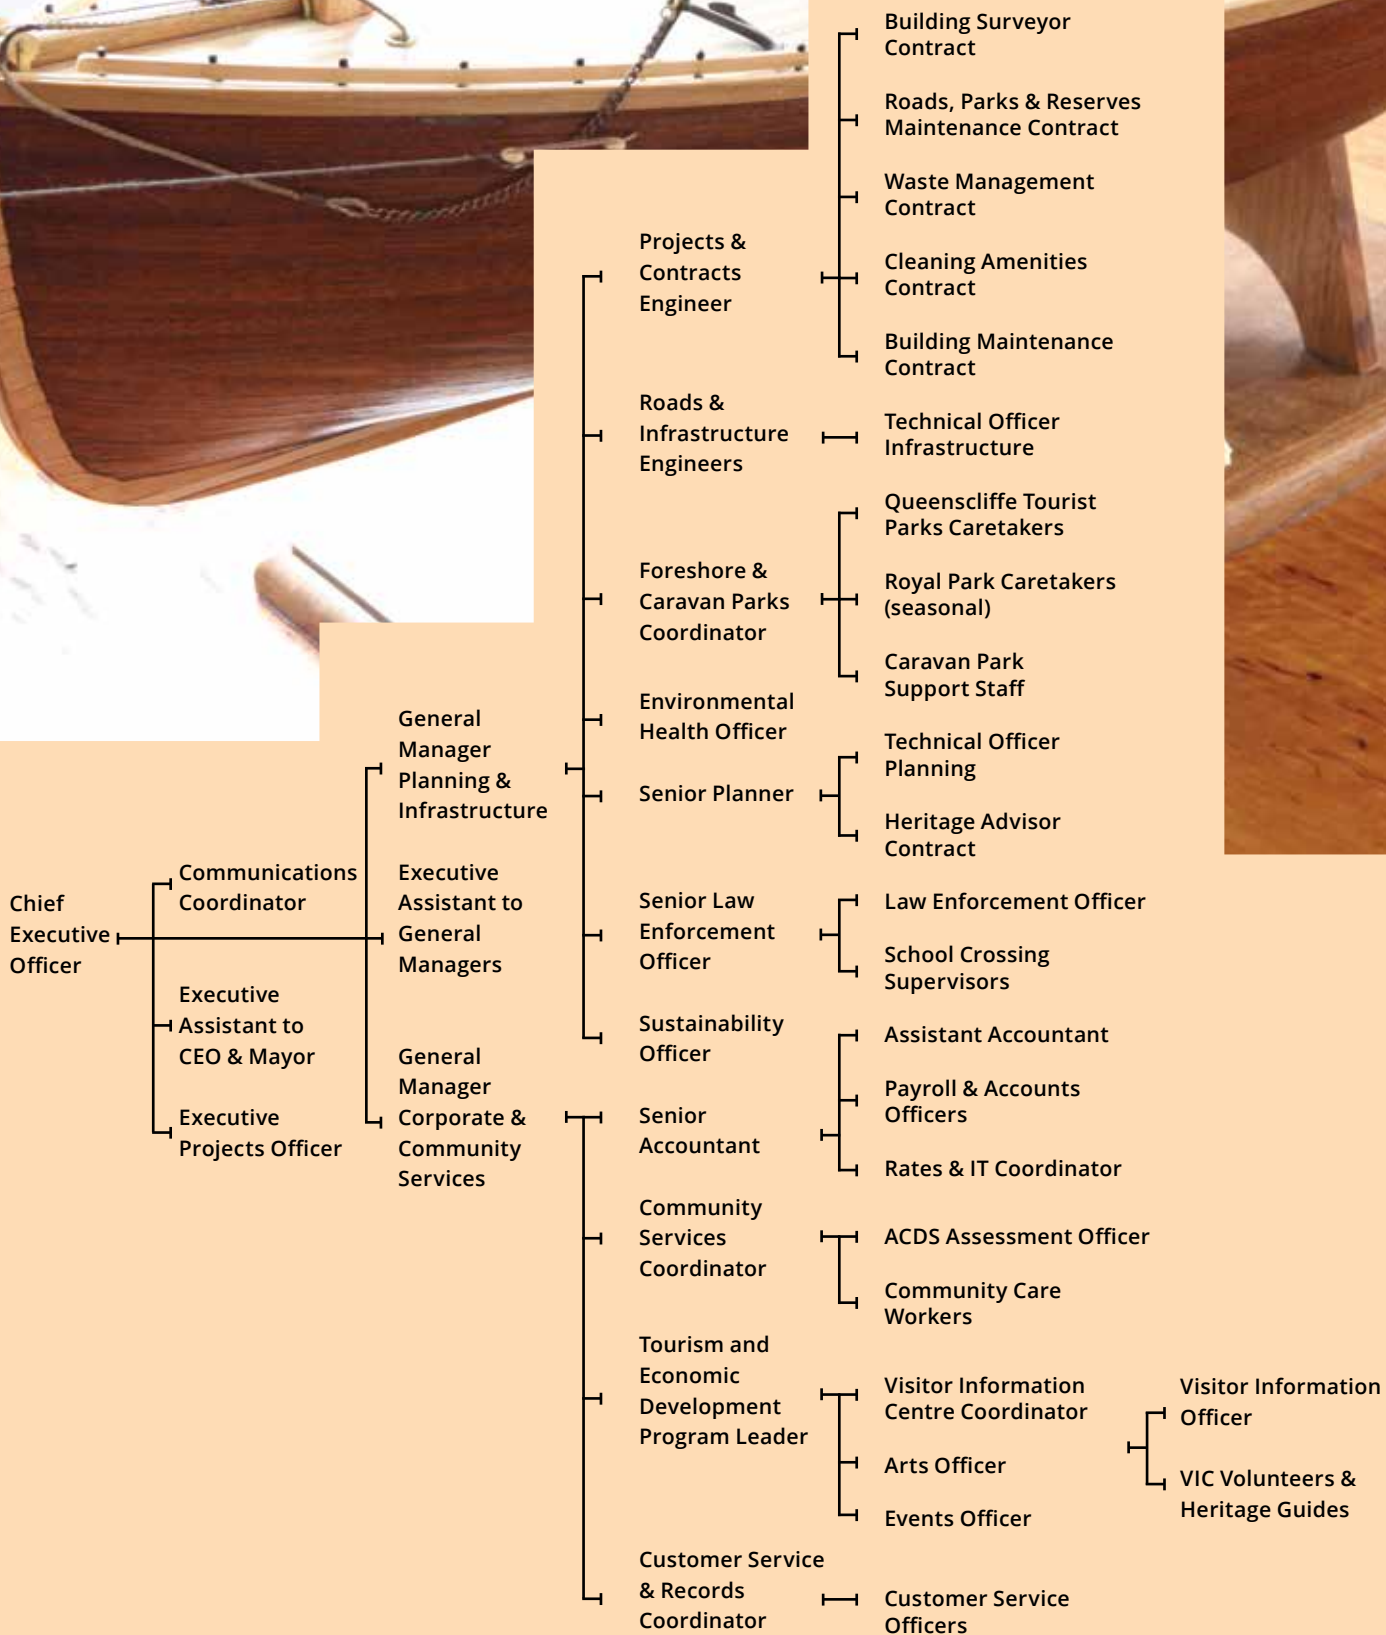 Chief
Executive
Officer
Communications
Coordinator
Executive
Assistant to
CEO & Mayor
Executive
Projects Officer
General
Manager
Planning &
Infrastructure
Executive
Assistant to
General
Managers
General
Manager
Corporate &
Community
Services
Projects &
Contracts
Engineer
Roads &
Infrastructure
Engineers
Foreshore &
Caravan Parks
Coordinator
Environmental
Health Officer
Senior Planner
Senior Law
Enforcement
Officer
Sustainability
Officer
Senior
Accountant
Community
Services
Coordinator
Tourism and
Economic
Development
Program Leader
Customer Service
& Records
Coordinator
Building Surveyor
Contract
Roads, Parks & Reserves
Maintenance Contract
Waste Management
Contract
Cleaning Amenities
Contract
Building Maintenance
Contract
Technical Officer
Infrastructure
Queenscliffe Tourist
Parks Caretakers
Royal Park Caretakers
(seasonal)
Caravan Park
Support Staff
Technical Officer
Planning
Heritage Advisor
Contract
Law Enforcement Officer
School Crossing
Supervisors
Assistant Accountant
Payroll & Accounts
Officers
Rates & IT Coordinator
ACDS Assessment Officer
Community Care
Workers
Visitor Information
Centre Coordinator
Arts Officer
Events Officer
Customer Service
Officers
Visitor Information
Officer
VIC Volunteers &
Heritage Guides